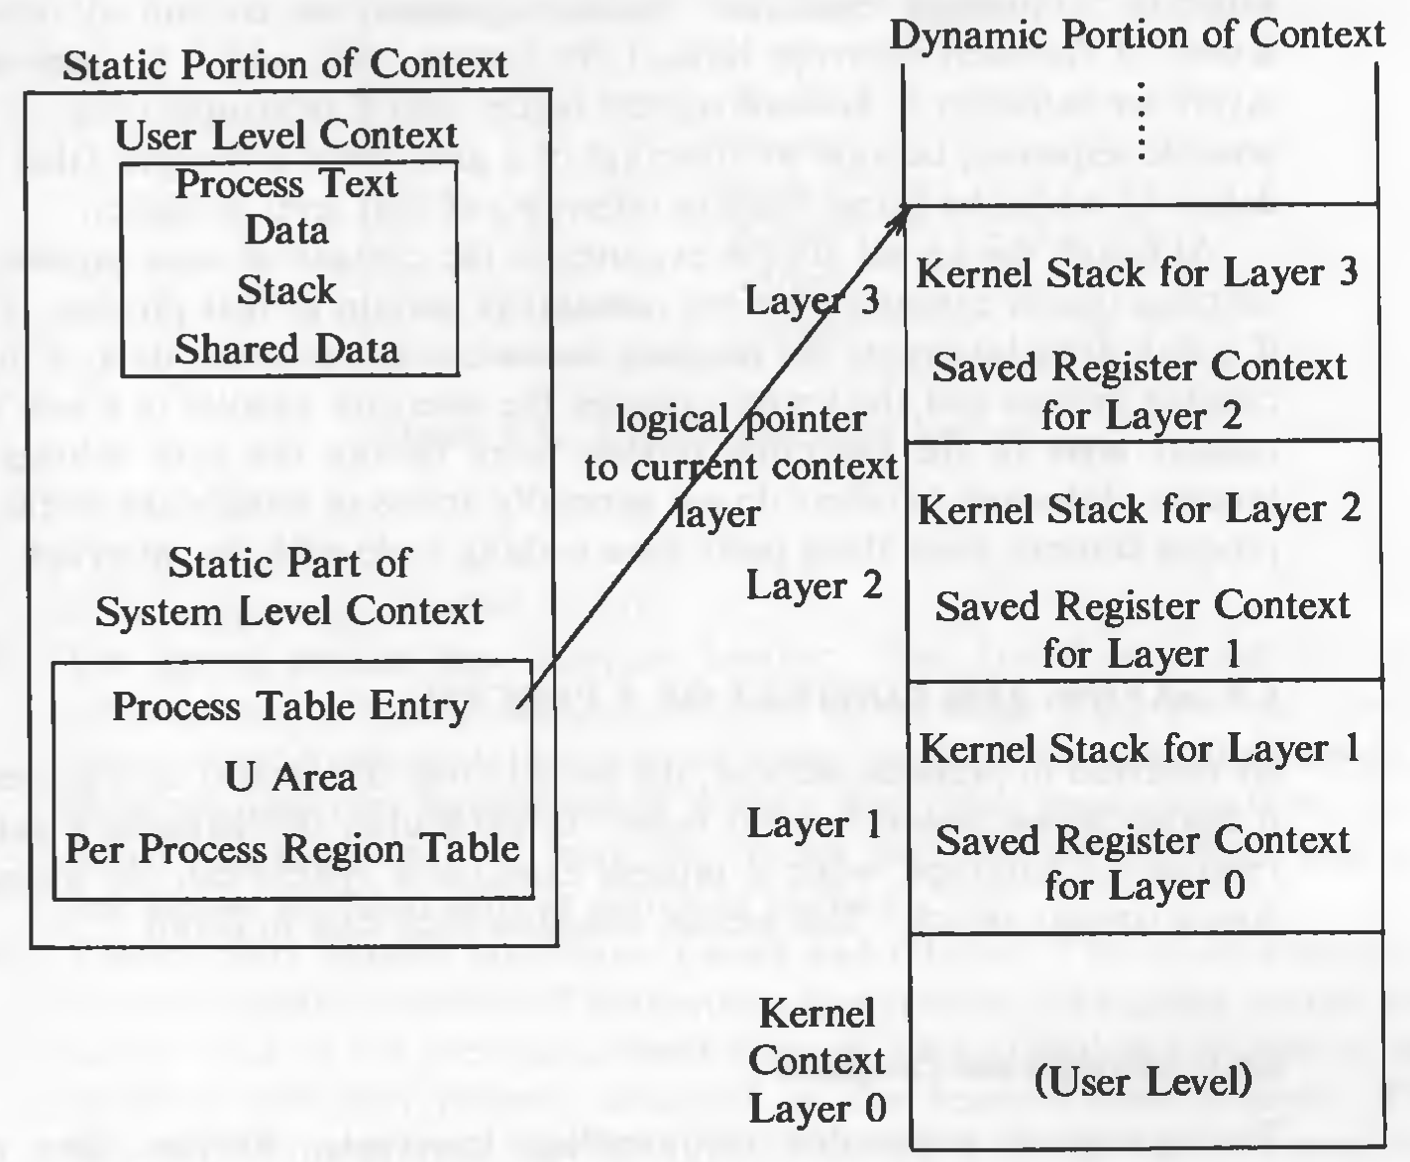 Static Portion of Context
User Level Context
Process Text
Data
Stack
Shared Data
Static Part of
System Level Context
Process Table Entry
U Area
Per Process Region Table
logical pointer
to current context
layer
Dynamic Portion of Context
Layer 3
Kernel Stack for Layer 3
Saved Register Context
for Layer 2
Layer 2
Kernel Stack for Layer 2
Saved Register Context
for Layer 1
Layer 1
Kernel Stack for Layer 1
Saved Register Context
for Layer 0
Kernel
Context
Layer 0
(User Level)